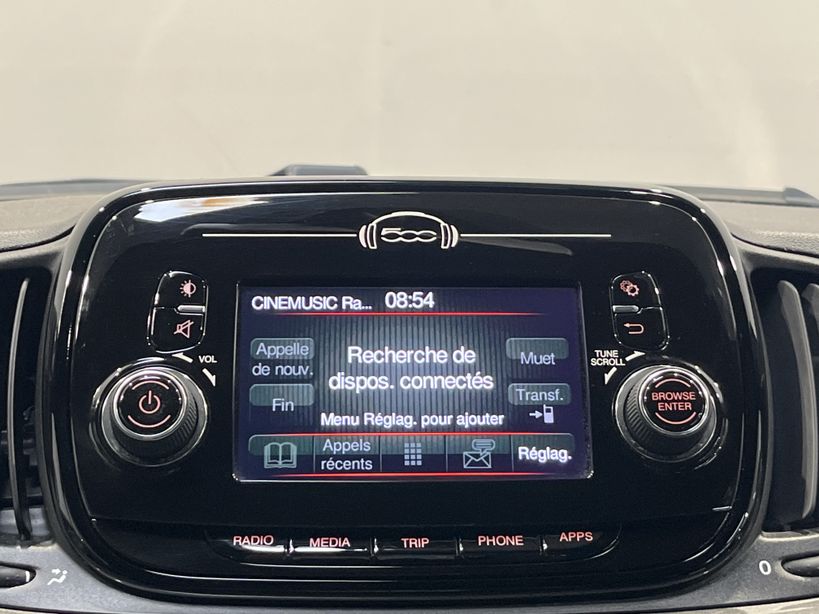 500
CINEMUSIC Ra... 08:54
VOL
TUNE
SCROLL
Appelle
de nouv.
Recherche de
dispos. connectés
Muet
Fin
Transf.
Menu Réglag. pour ajouter
Appels
récents
Réglag.
BROWSE
ENTER
RADIO MEDIA TRIP PHONE APPS
0